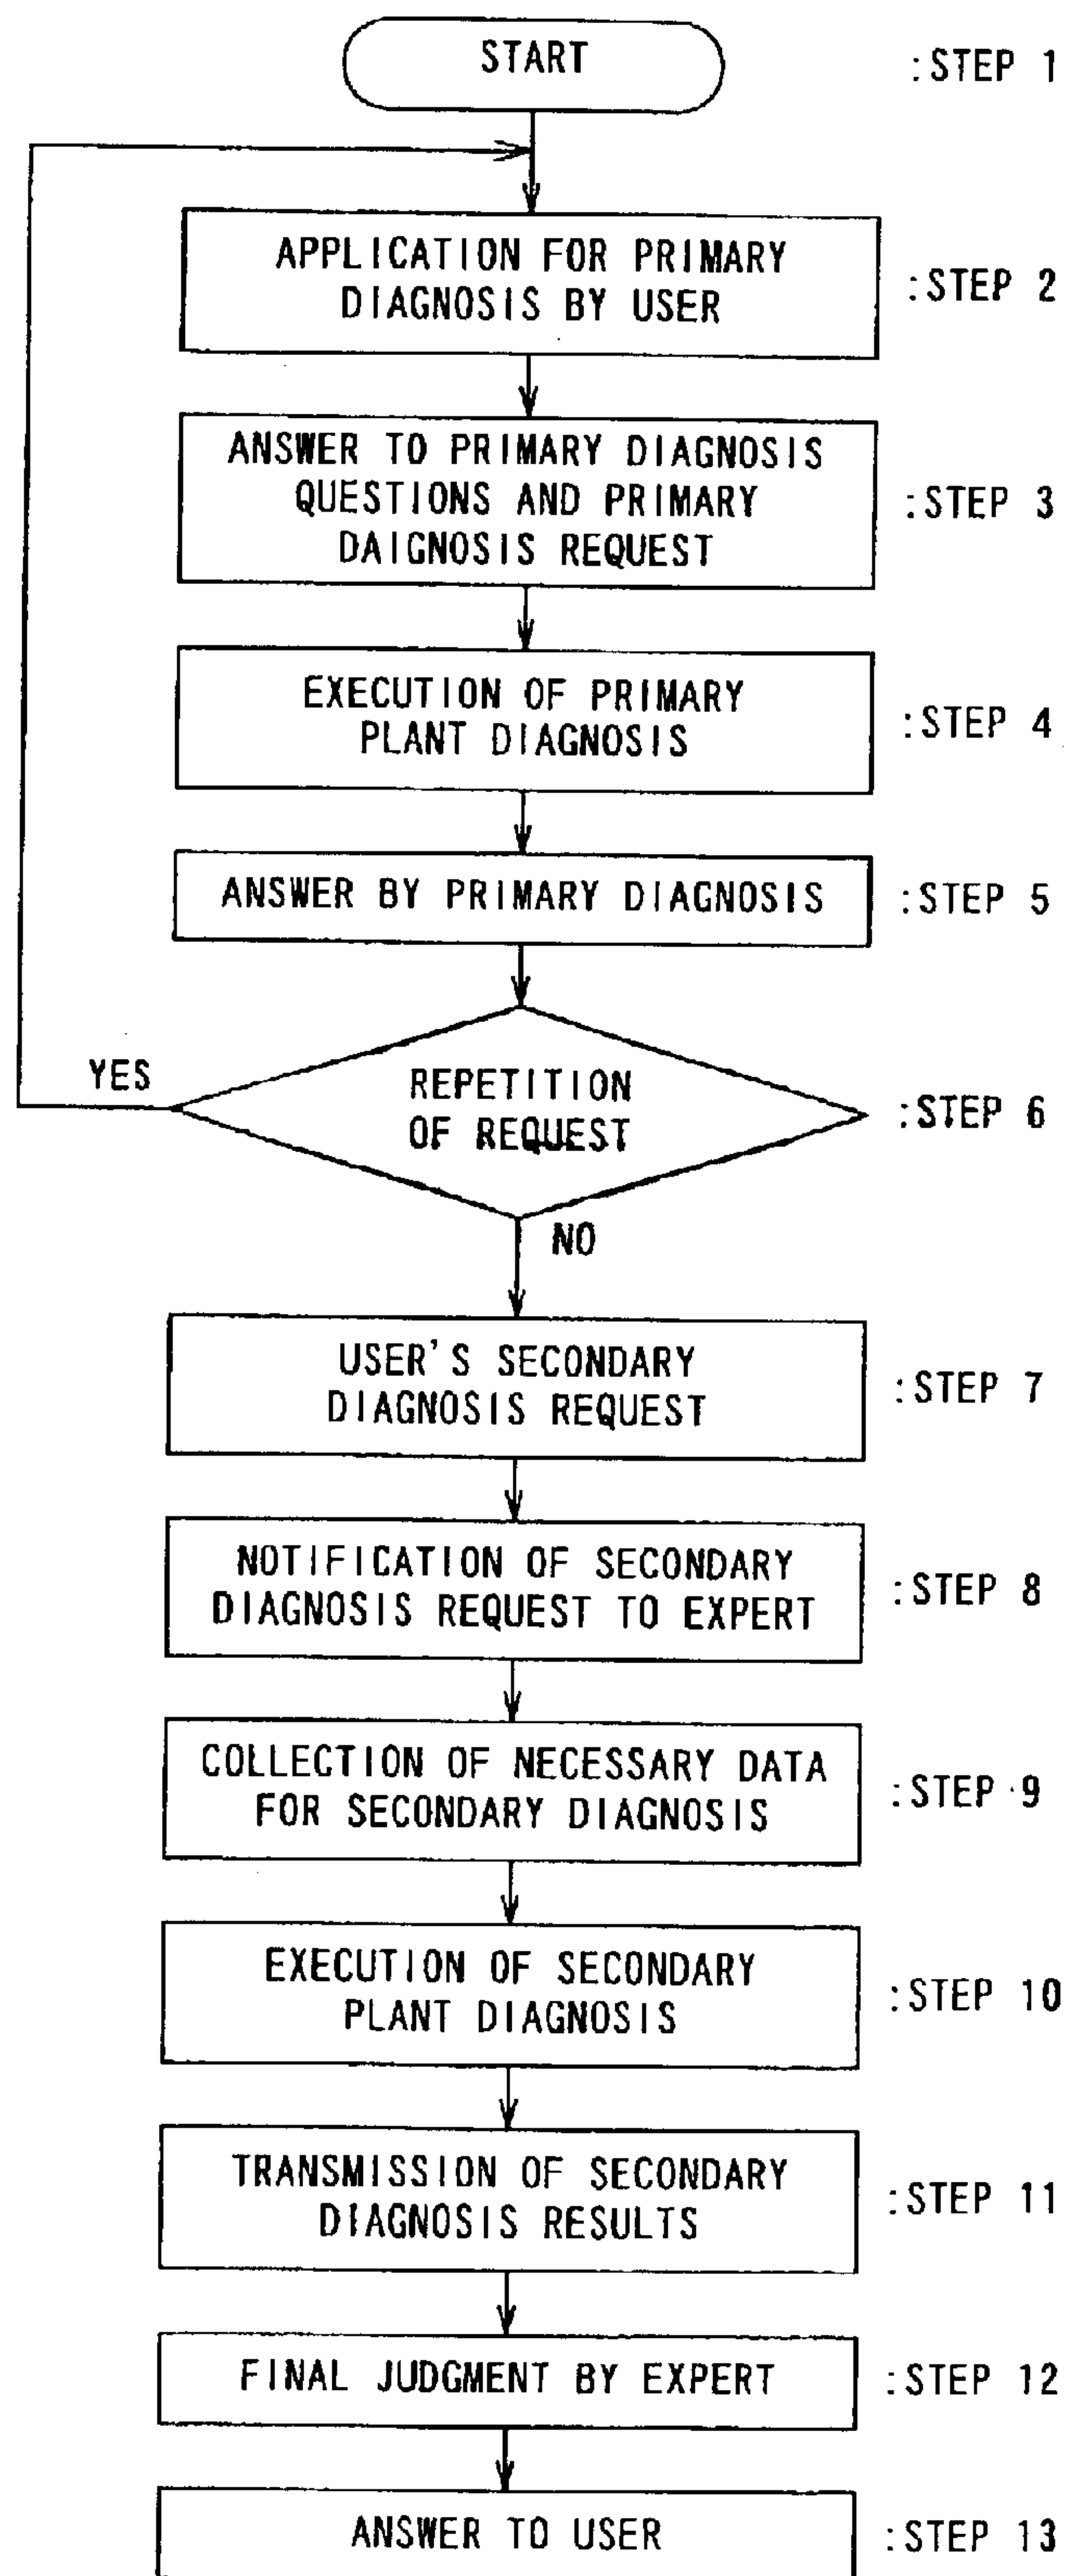 START :STEP 1
APPLICATION FOR PRIMARY
DIAGNOSIS BY USER
:STEP 2
ANSWER TO PRIMARY DIAGNOSIS
QUESTIONS AND PRIMARY
DAIGNOSIS REQUEST
:STEP 3
EXECUTION OF PRIMARY
PLANT DIAGNOSIS
:STEP 4
ANSWER BY PRIMARY DIAGNOSIS :STEP 5
YES
REPETITION
OF REQUEST
:STEP 6
NO
USER'S SECONDARY
DIAGNOSIS REQUEST
:STEP 7
NOTIFICATION OF SECONDARY
DIAGNOSIS REQUEST TO EXPERT
:STEP 8
COLLECTION OF NECESSARY DATA
FOR SECONDARY DIAGNOSIS
:STEP 9
EXECUTION OF SECONDARY
PLANT DIAGNOSIS
:STEP 10
TRANSMISSION OF SECONDARY
DIAGNOSIS RESULTS
:STEP 11
FINAL JUDGMENT BY EXPERT :STEP 12
ANSWER TO USER :STEP 13